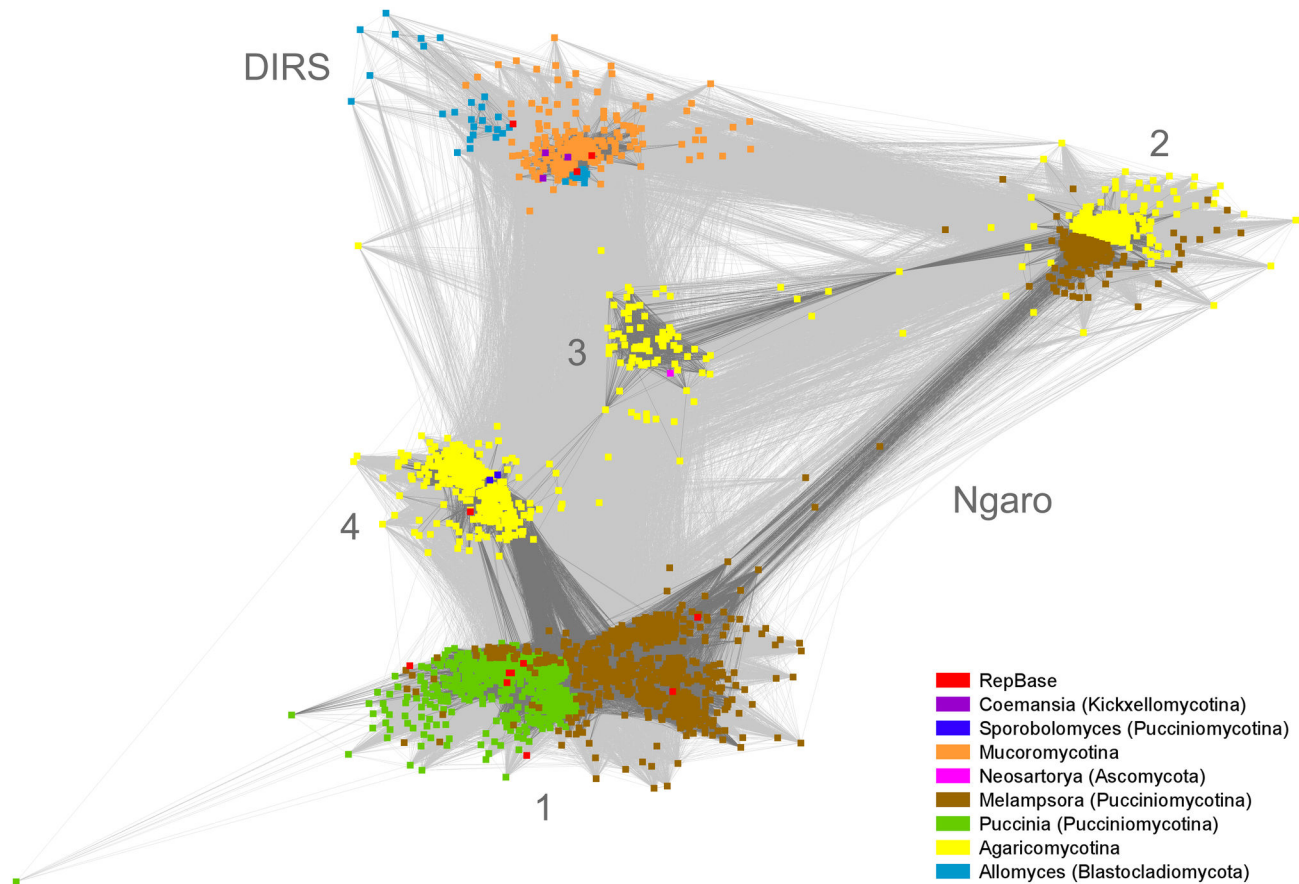 DIRS
2
3
Ngaro
4
1
RepBase
Coemansia (Kickxellomycotina)
Sporobolomyces (Pucciniomycotina)
Mucoromycotina
Neosartorya (Ascomycota)
Melampsora (Pucciniomycotina)
Puccinia (Pucciniomycotina)
Agaricomycotina
Allomyces (Blastocladiomycota)